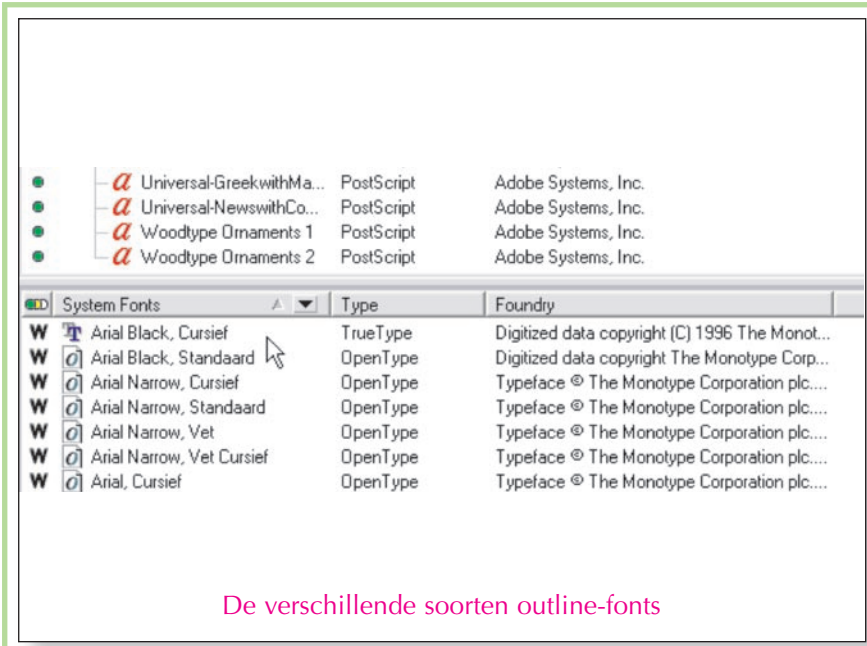 Universal-GreekwithMa... PostScript Adobe Systems, Inc.
Universal-NewswithCo... PostScript Adobe Systems, Inc.
Woodtype Ornaments 1 PostScript Adobe Systems, Inc.
Woodtype Ornaments 2 PostScript Adobe Systems, Inc.
System Fonts Type Foundry
W Arial Black, Cursief TrueType Digitized data copyright (C) 1996 The Monot...
W Arial Black, Standaard OpenType Digitized data copyright The Monotype Corp...
W Arial Narrow, Cursief OpenType Typeface © The Monotype Corporation plc....
W Arial Narrow, Standaard OpenType Typeface © The Monotype Corporation plc....
W Arial Narrow, Vet OpenType Typeface © The Monotype Corporation plc....
W Arial Narrow, Vet Cursief OpenType Typeface © The Monotype Corporation plc....
W Arial, Cursief OpenType Typeface © The Monotype Corporation plc....
De verschillende soorten outline-fonts